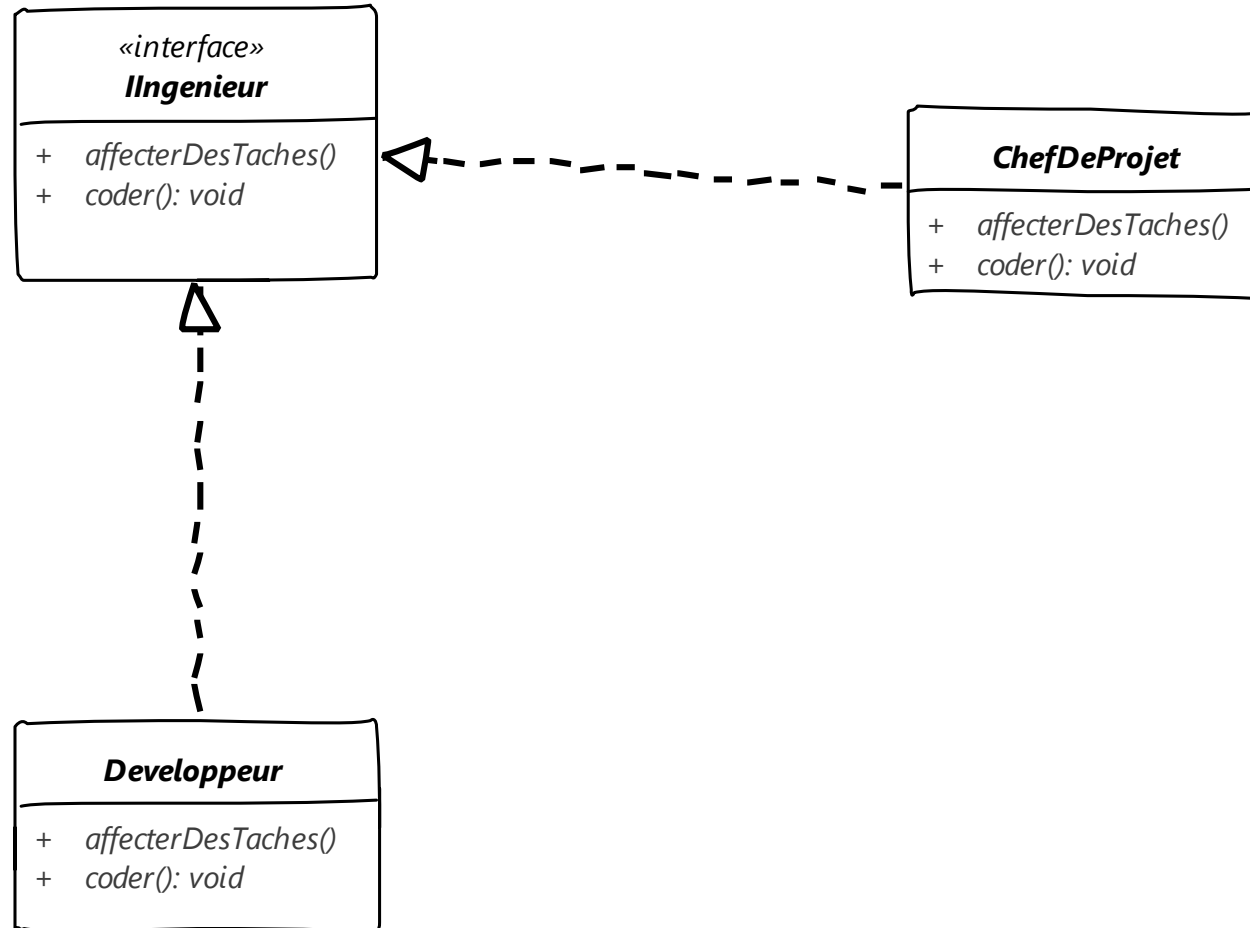 «interface»
IIngenieur
+ affecterDesTaches()
+ coder(): void
ChefDeProjet
+ affecterDesTaches()
+ coder(): void
Developpeur
+ affecterDesTaches()
+ coder(): void